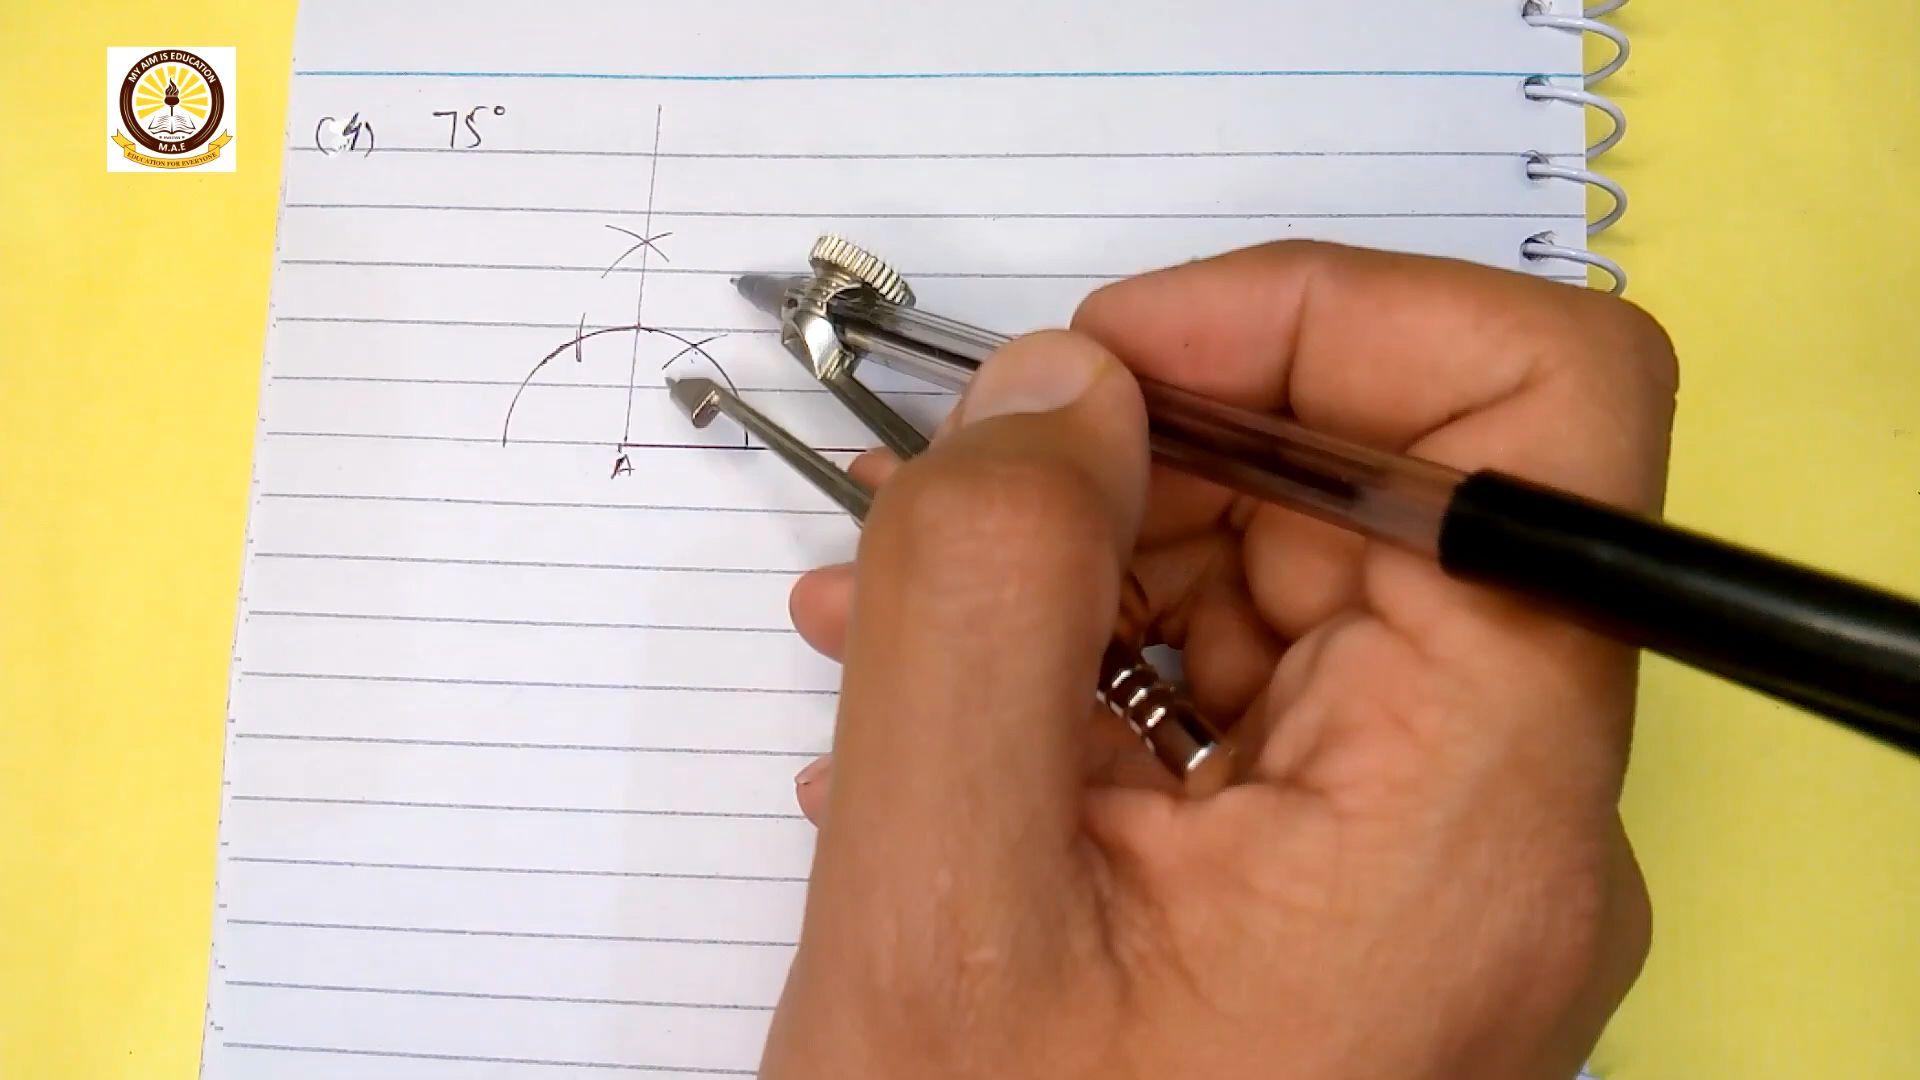 MY AIM IS EDUCATION
M.A.E
EDUCATION FOR EVERYONE
75°
A